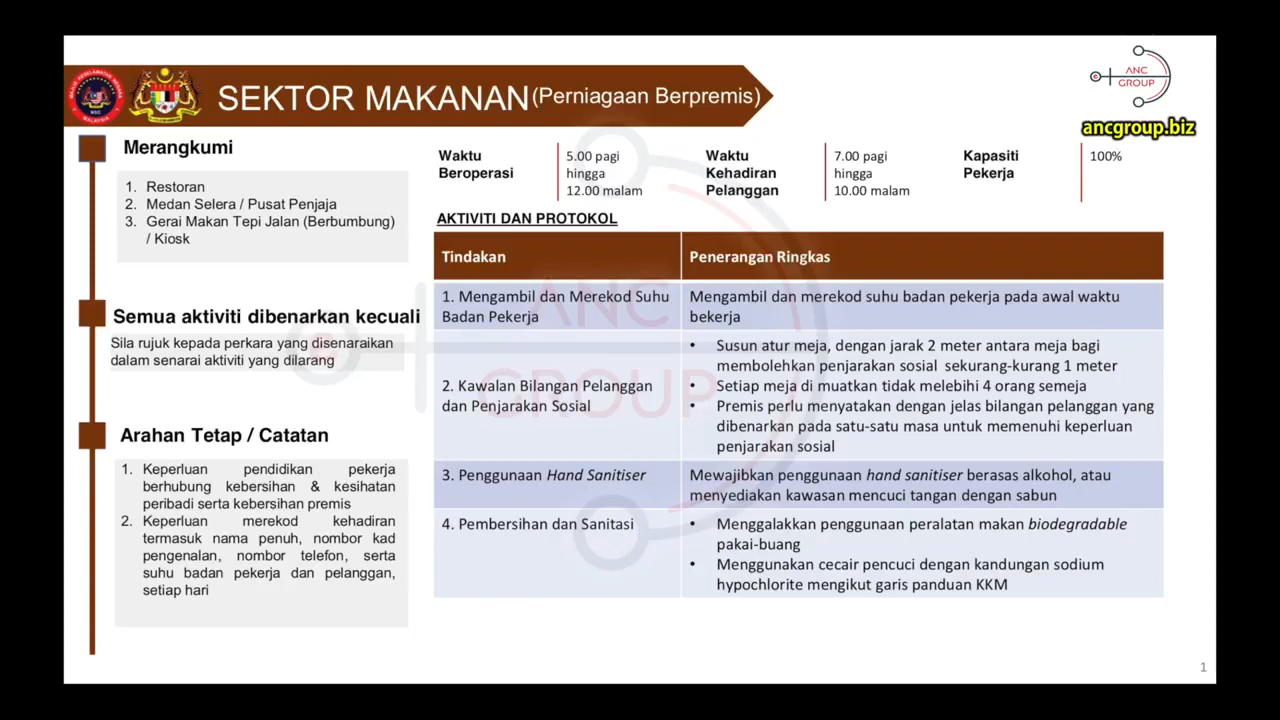 SEKTOR MAKANAN (Perniagaan Berpremis)
ANC
GROUP
ancgroup.biz
Merangkumi
1. Restoran
2. Medan Selera / Pusat Penjaja
3. Gerai Makan Tepi Jalan (Berbumbung)
/ Kiosk
Semua aktiviti dibenarkan kecuali
Sila rujuk kepada perkara yang disenaraikan
dalam senarai aktiviti yang dilarang
Arahan Tetap / Catatan
1. Keperluan pendidikan pekerja
berhubung kebersihan & kesihatan
peribadi serta kebersihan premis
2. Keperluan merekod kehadiran
termasuk nama penuh, nombor kad
pengenalan, nombor telefon, serta
suhu badan pekerja dan pelanggan,
setiap hari
Waktu
Beroperasi
5.00 pagi
hingga
12.00 malam
Waktu
Kehadiran
Pelanggan
7.00 pagi
hingga
10.00 malam
Kapasiti
Pekerja
100%
AKTIVITI DAN PROTOKOL
Tindakan
Penerangan Ringkas
1. Mengambil dan Merekod Suhu
Badan Pekerja
Mengambil dan merekod suhu badan pekerja pada awal waktu
bekerja
2. Kawalan Bilangan Pelanggan
dan Penjarakan Sosial
• Susun atur meja, dengan jarak 2 meter antara meja bagi
membolehkan penjarakan sosial sekurang-kurang 1 meter
• Setiap meja di muatkan tidak melebihi 4 orang semeja
• Premis perlu menyatakan dengan jelas bilangan pelanggan yang
dibenarkan pada satu-satu masa untuk memenuhi keperluan
penjarakan sosial
3. Penggunaan Hand Sanitiser
Mewajibkan penggunaan hand sanitiser berasas alkohol, atau
menyediakan kawasan mencuci tangan dengan sabun
4. Pembersihan dan Sanitasi
• Menggalakkan penggunaan peralatan makan biodegradable
pakai-buang
• Menggunakan cecair pencuci dengan kandungan sodium
hypochlorite mengikut garis panduan KKM
ANC
GROUP
1